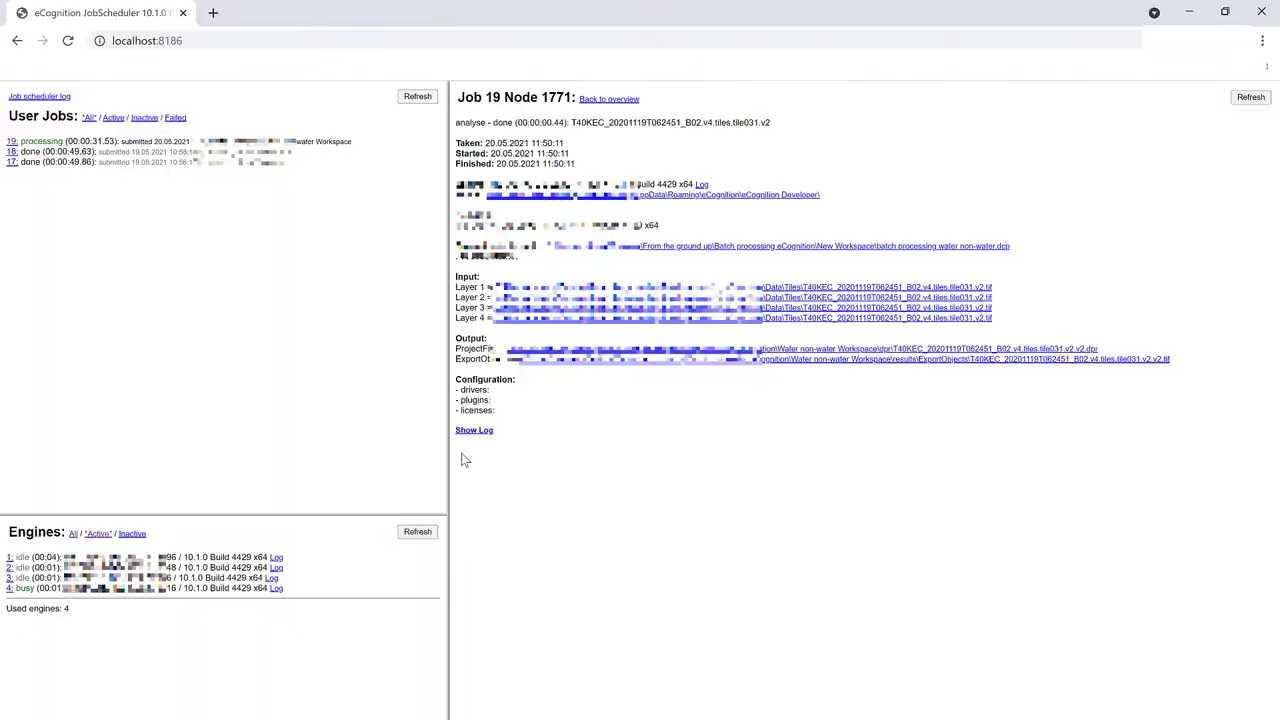 eCognition JobScheduler 10.1.0
localhost:8186
Job scheduler log
Refresh
User Jobs: "All" / Active / Inactive / Failed
19: processing (00:00:31.53): submitted 20.05.2021 water Workspace
18: done (00:00:49.63): submitted 19.05.2021 10:58:1
17: done (00:00:49.86): submitted 18.05.2021 10:56:1
Engines: All / "Active" / Inactive
Refresh
1: idle (00:04): 96 / 10.1.0 Build 4429 x64 Log
2: idle (00:01): 48 / 10.1.0 Build 4429 x64 Log
3: idle (00:01): 6 / 10.1.0 Build 4429 x64 Log
4: busy (00:01) 16 / 10.1.0 Build 4429 x64 Log
Used engines: 4
Job 19 Node 1771: Back to overview
Refresh
analyse - done (00:00:00.44): T40KEC_20201119T062451_B02.v4.tiles.tile031.v2
Taken: 20.05.2021 11:50:11
Started: 20.05.2021 11:50:11
Finished: 20.05.2021 11:50:11
Build 4429 x64 Log
ppData\Roaming\eCognition\eCognition Developer\
x64
\From the ground up\Batch processing eCognition\New Workspace\batch processing water non-water.dcp
Input:
Layer 1 = \Data\Tiles\T40KEC_20201119T062451_B02.v4.tiles.tile031.v2.tif
Layer 2 = \Data\Tiles\T40KEC_20201119T062451_B02.v4.tiles.tile031.v2.tif
Layer 3 = \Data\Tiles\T40KEC_20201119T062451_B02.v4.tiles.tile031.v2.tif
Layer 4 = \Data\Tiles\T40KEC_20201119T062451_B02.v4.tiles.tile031.v2.tif
Output:
ProjectFi tion\Water non-water Workspace\dpr\T40KEC_20201119T062451_B02.v4.tiles.tile031.v2.v2.dpr
ExportOb ognition\Water non-water Workspace\results\ExportObjects\T40KEC_20201119T062451_B02.v4.tiles.tile031.v2.v2.tif
Configuration:
- drivers:
- plugins:
- licenses:
Show Log